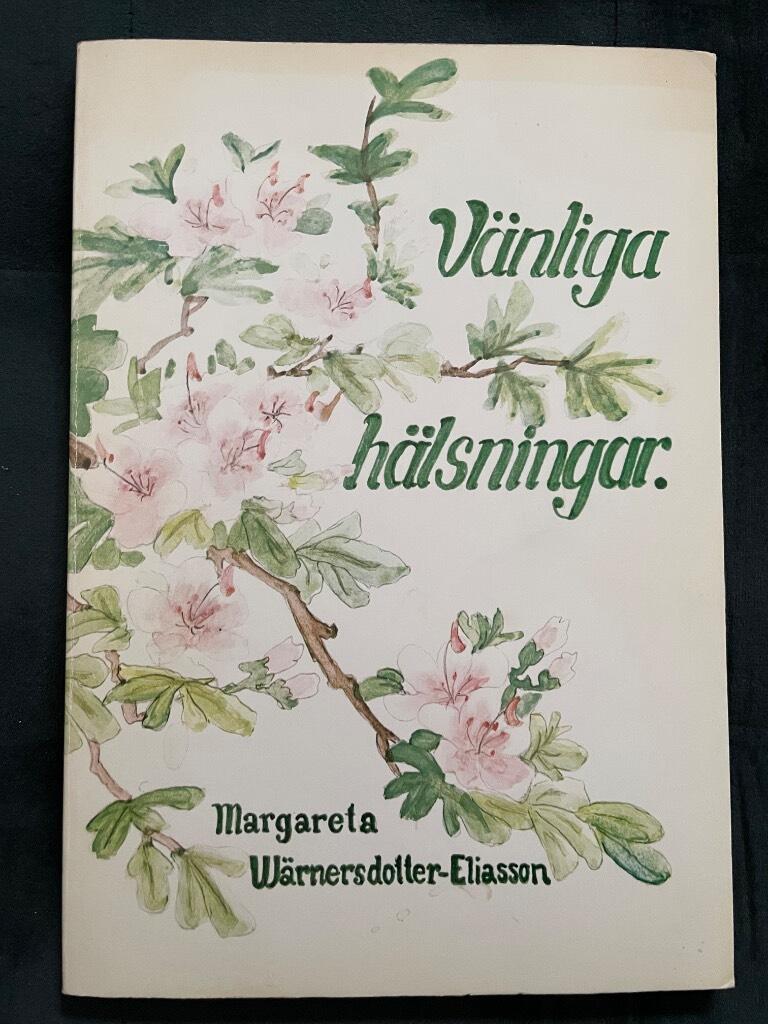 Vänliga
hälsningar.
Margareta
Wärnersdotter-Eliasson